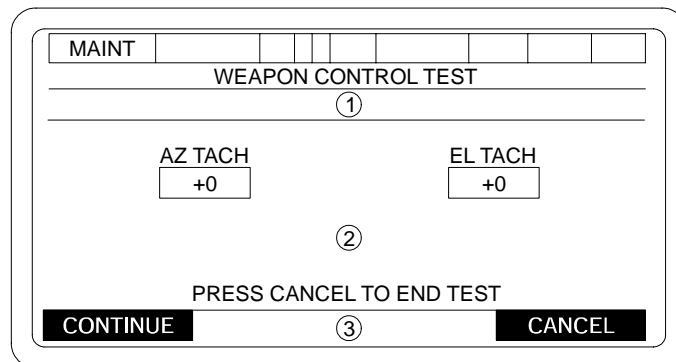 MAINT
WEAPON CONTROL TEST
1
AZ TACH EL TACH
+0 +0
2
PRESS CANCEL TO END TEST
CONTINUE 3 CANCEL